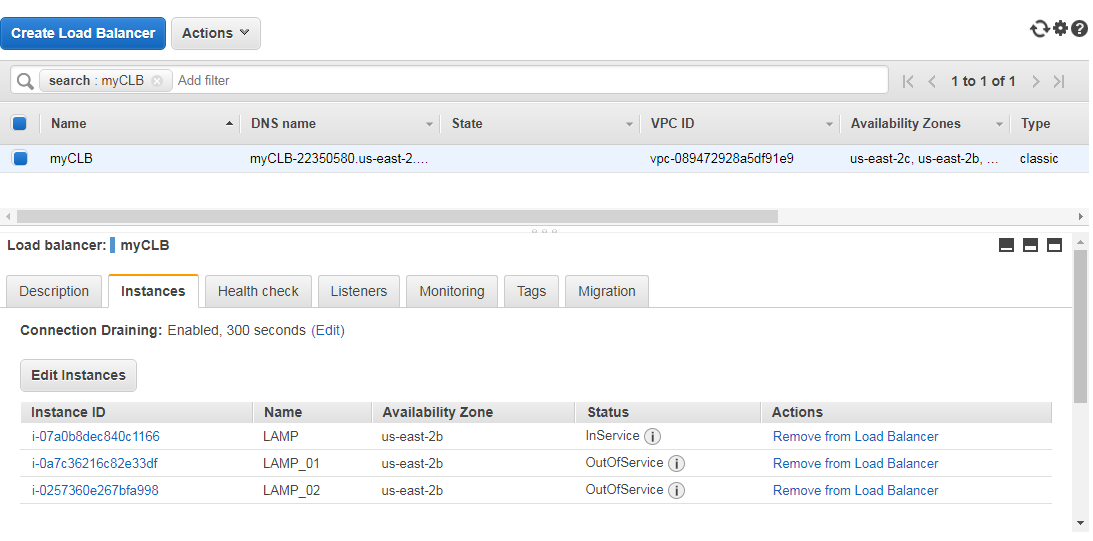 Create Load Balancer Actions
search : myCLB Add filter 1 to 1 of 1
Name DNS name State VPC ID Availability Zones Type
myCLB myCLB-22350580.us-east-2.... vpc-089472928a5df91e9 us-east-2c, us-east-2b, ... classic
Load balancer: myCLB
Description Instances Health check Listeners Monitoring Tags Migration
Connection Draining: Enabled, 300 seconds (Edit)
Edit Instances
Instance ID Name Availability Zone Status Actions
i-07a0b8dec840c1166 LAMP us-east-2b InService Remove from Load Balancer
i-0a7c36216c82e33df LAMP_01 us-east-2b OutOfService Remove from Load Balancer
i-0257360e267bfa998 LAMP_02 us-east-2b OutOfService Remove from Load Balancer